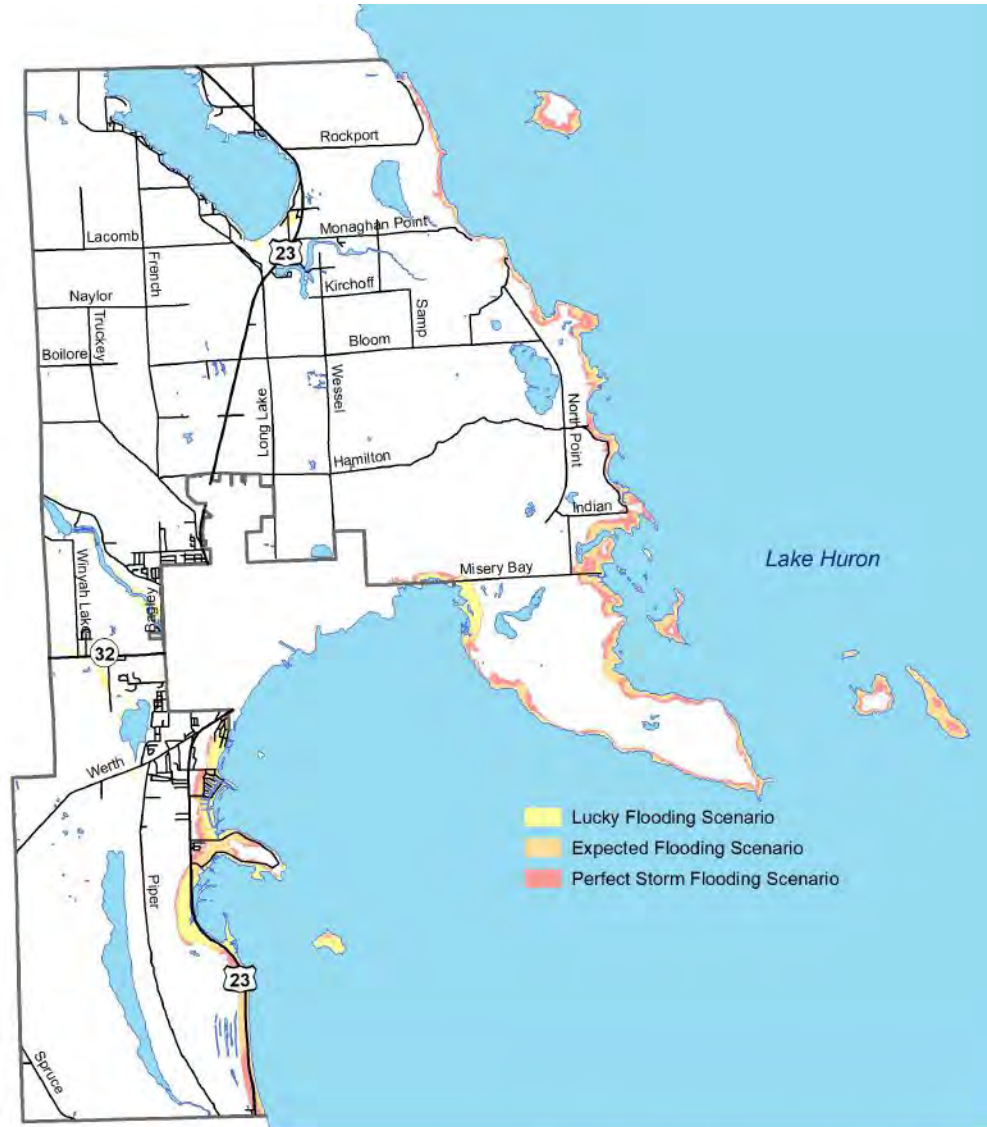 Rockport
Monaghan Point
Lacomb
23
French
Kirchoff
Naylor
Truckey
Samp
Bloom
Boilore
Wessel
Long Lake
North Point
Hamilton
Indian
Lake Huron
Misery Bay
Winyah Lake
Bagley
32
Werth
Lucky Flooding Scenario
Expected Flooding Scenario
Perfect Storm Flooding Scenario
Piper
23
Spruce